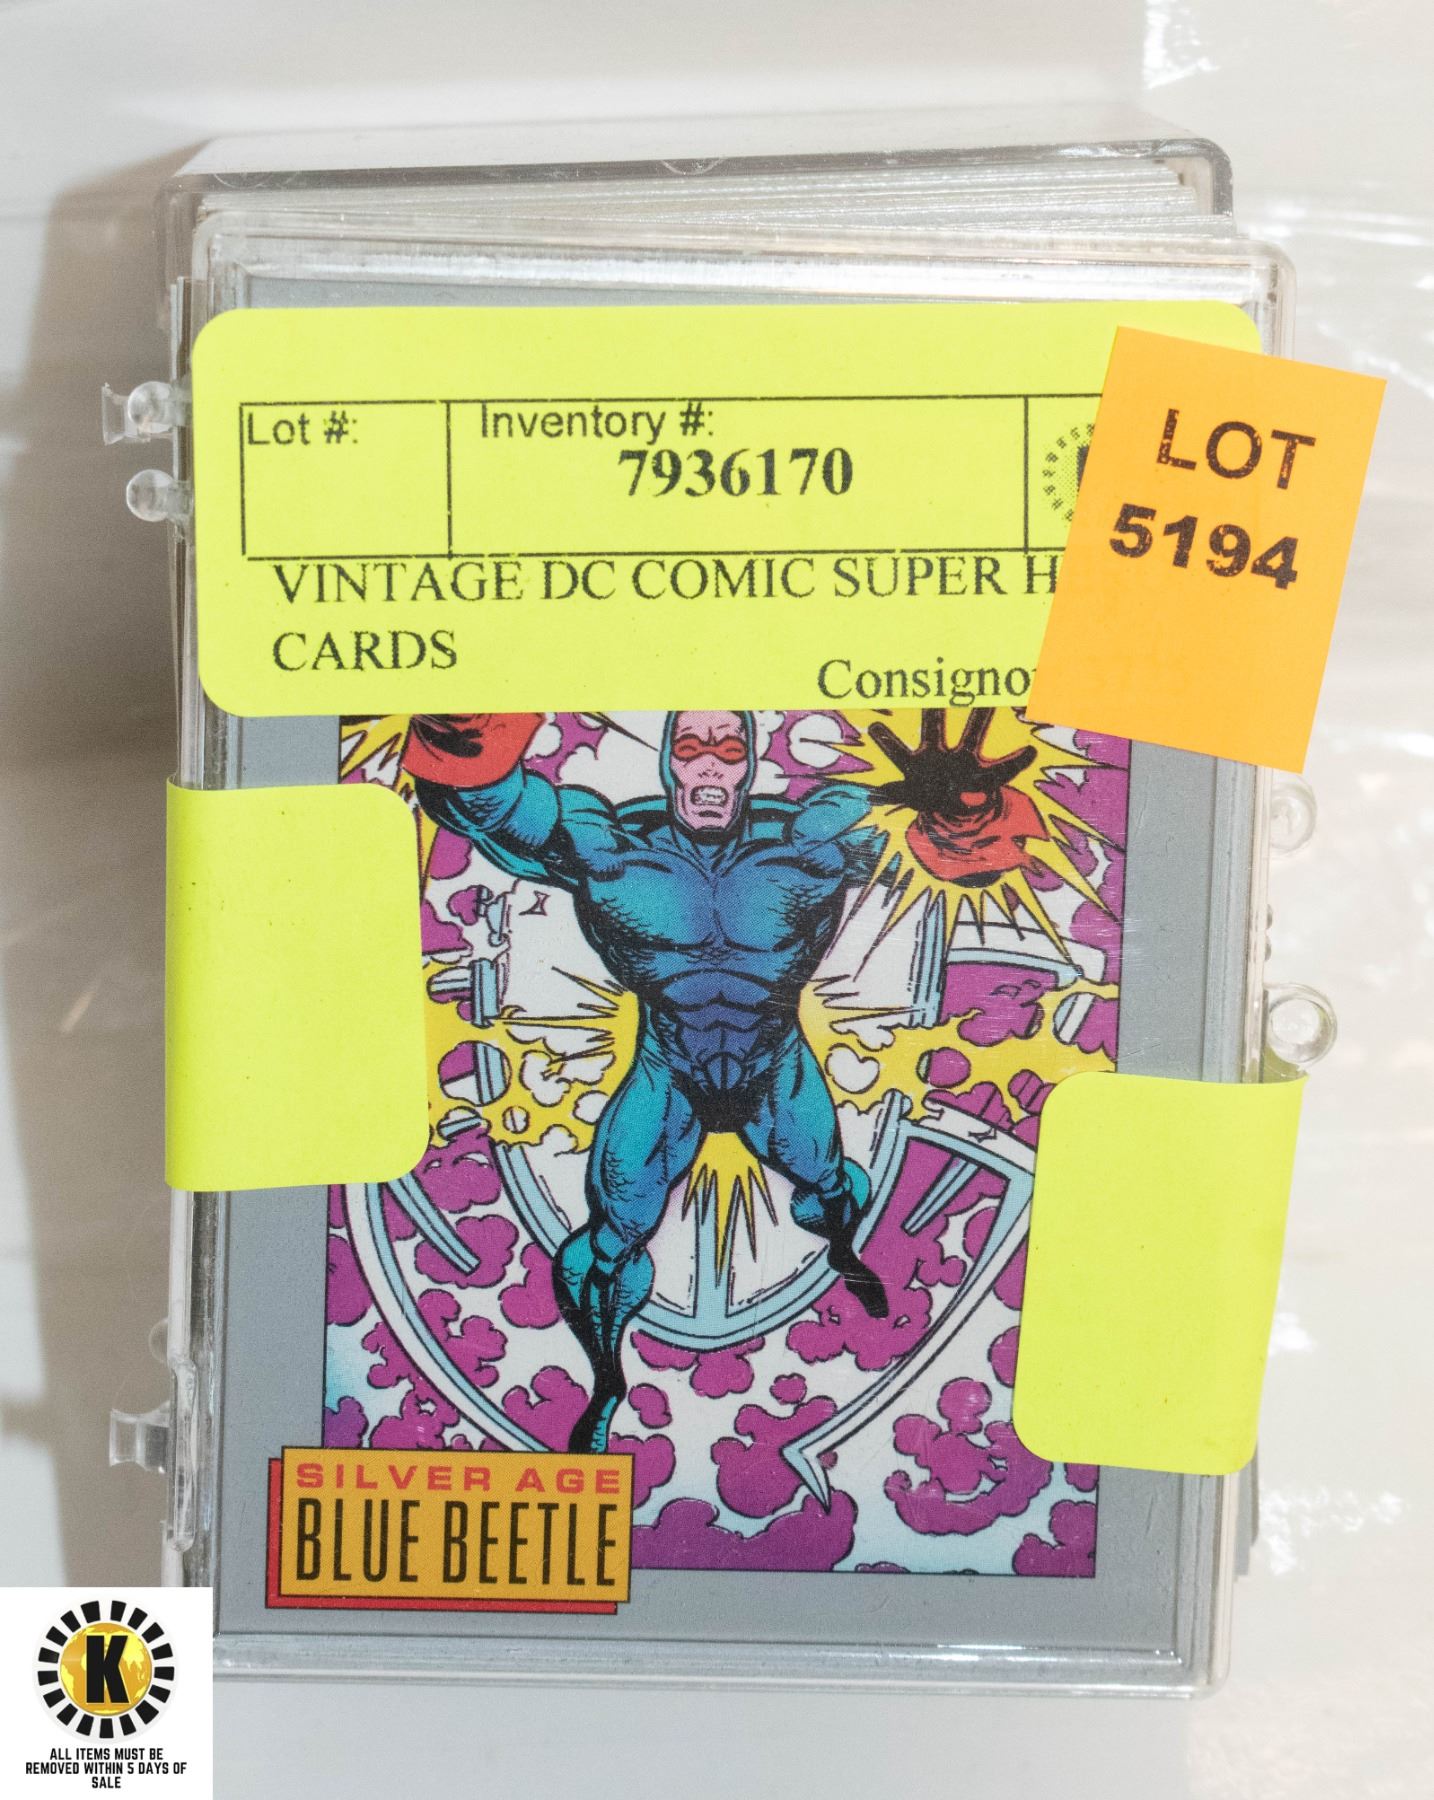 Lot #:
Inventory #:
7936170
LOT
5194
VINTAGE DC COMIC SUPER
CARDS
SILVER AGE
BLUE BEETLE
K
ALL ITEMS MUST BE
REMOVED WITHIN 5 DAYS OF
SALE